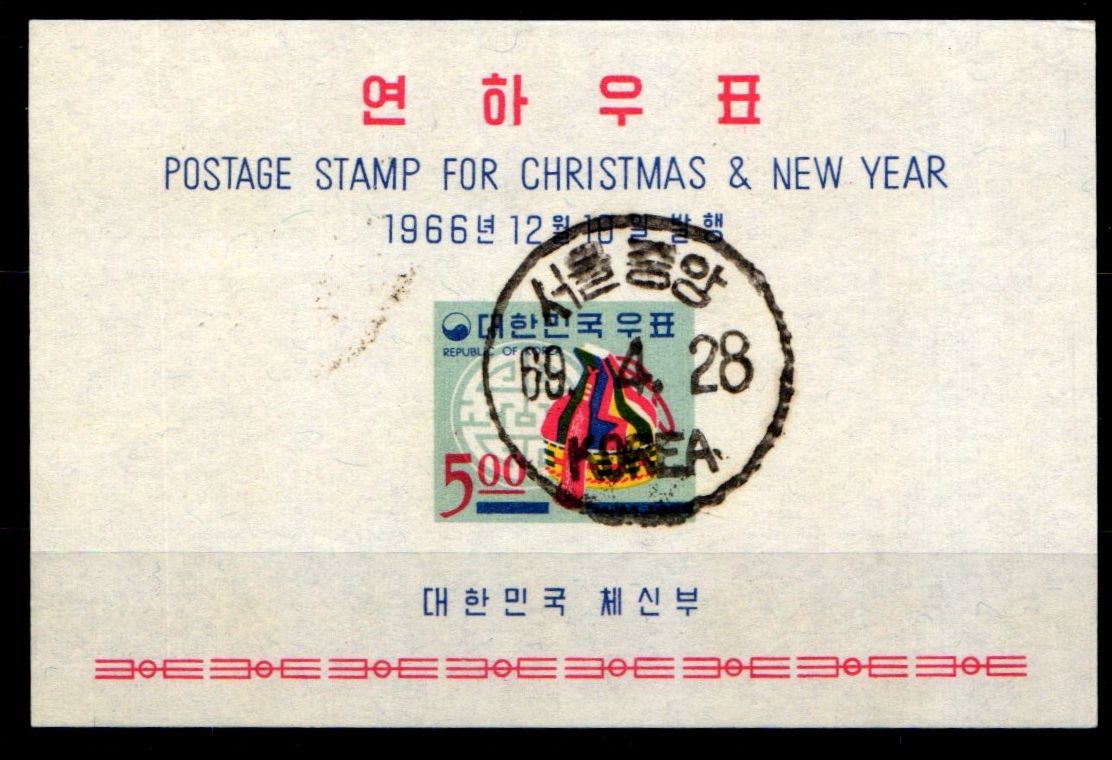 연하우표
POSTAGE STAMP FOR CHRISTMAS & NEW YEAR
1966년 12월 10일 발행
서울중앙
대한민국우표
REPUBLIC OF KOREA
69. 4. 28
KOREA
5.00
대한민국 체신부